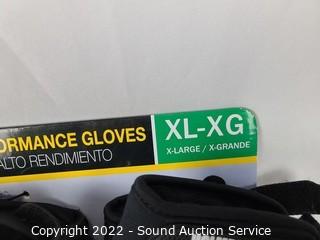 ORMANCE GLOVES
ALTO RENDIMIENTO
XL-XG
X-LARGE / X-GRANDE
Copyright 2022 - Sound Auction Service